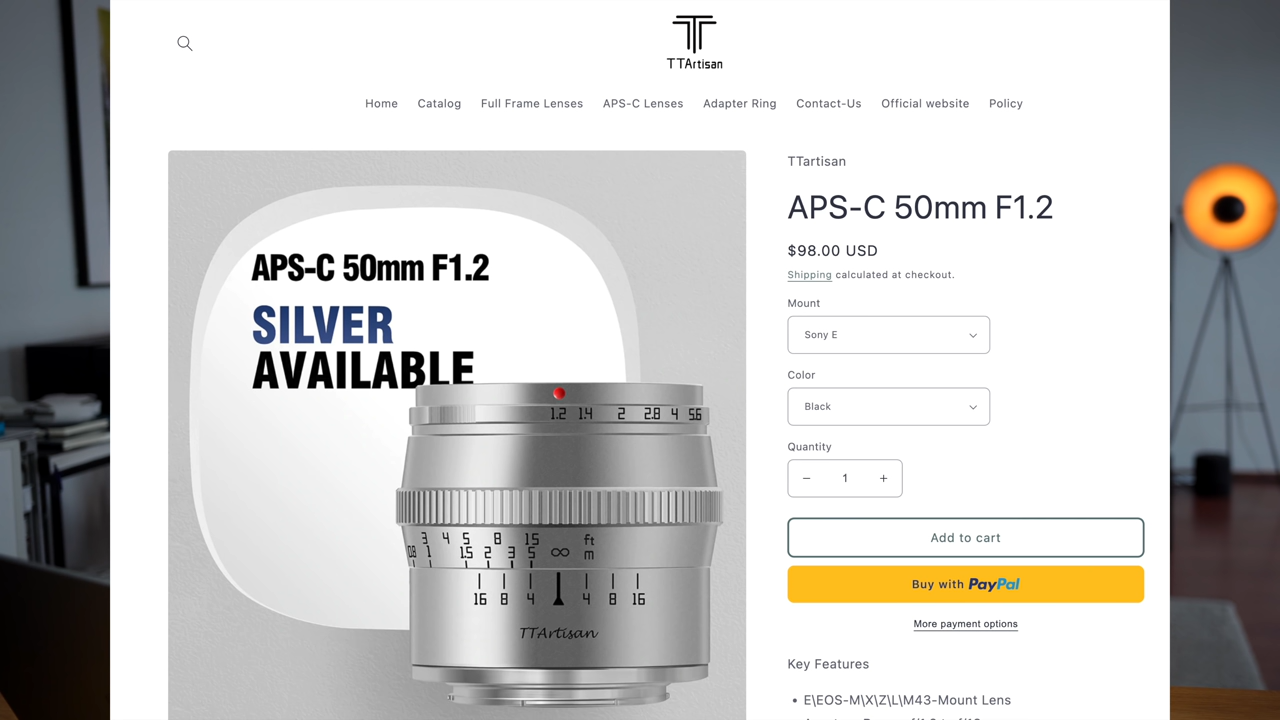 TTArtisan
Home Catalog Full Frame Lenses APS-C Lenses Adapter Ring Contact-Us Official website Policy
APS-C 50mm F1.2
SILVER
AVAILABLE
1.2 1.4 2 2.8 4 5.6
3 4 5 8 15 ft
0.8 1 1.5 2 3 5 ∞ m
16 8 4 4 8 16
TTArtisan
TTartisan
APS-C 50mm F1.2
$98.00 USD
Shipping calculated at checkout.
Mount
Sony E
Color
Black
Quantity
− 1 +
Add to cart
Buy with PayPal
More payment options
Key Features
• E\EOS-M\X\Z\L\M43-Mount Lens